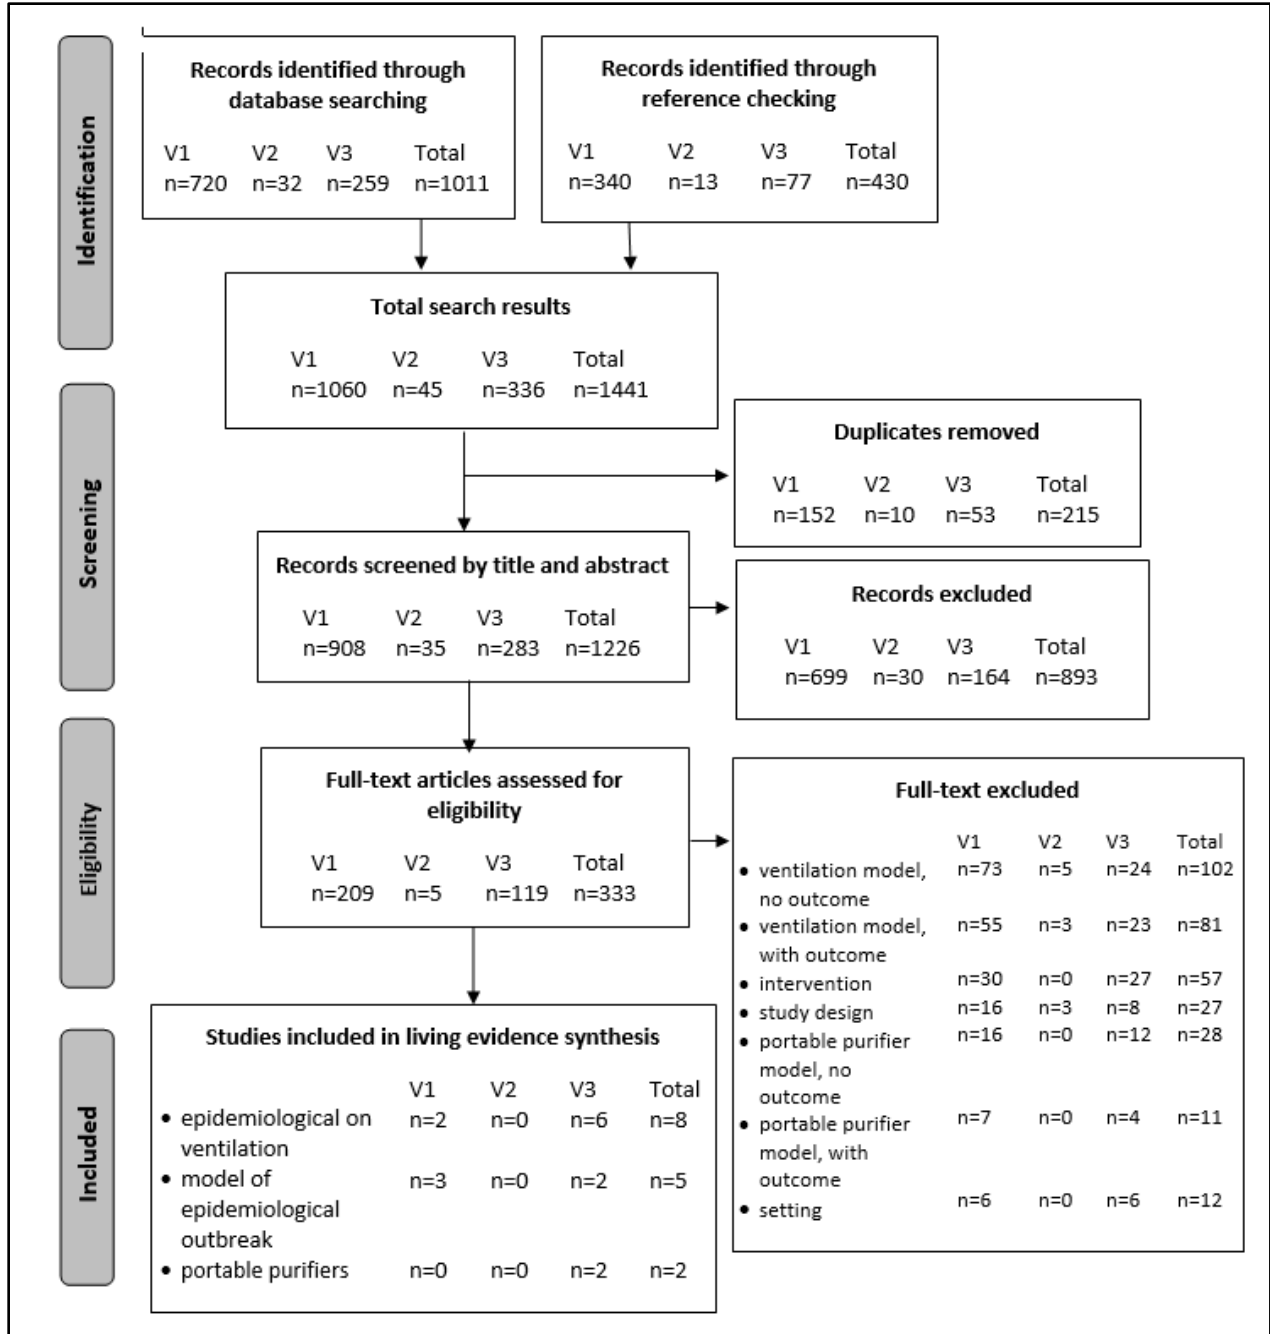 Identification
Records identified through
database searching
V1 V2 V3 Total
n=720 n=32 n=259 n=1011
Records identified through
reference checking
V1 V2 V3 Total
n=340 n=13 n=77 n=430
Total search results
V1 V2 V3 Total
n=1060 n=45 n=336 n=1441
Screening
Duplicates removed
V1 V2 V3 Total
n=152 n=10 n=53 n=215
Records screened by title and abstract
V1 V2 V3 Total
n=908 n=35 n=283 n=1226
Records excluded
V1 V2 V3 Total
n=699 n=30 n=164 n=893
Eligibility
Full-text articles assessed for
eligibility
V1 V2 V3 Total
n=209 n=5 n=119 n=333
Full-text excluded
V1 V2 V3 Total
• ventilation model, n=73 n=5 n=24 n=102
no outcome
• ventilation model, n=55 n=3 n=23 n=81
with outcome
• intervention n=30 n=0 n=27 n=57
• study design n=16 n=3 n=8 n=27
• portable purifier n=16 n=0 n=12 n=28
model, no
outcome
• portable purifier n=7 n=0 n=4 n=11
model, with
outcome
• setting n=6 n=0 n=6 n=12
Included
Studies included in living evidence synthesis
V1 V2 V3 Total
• epidemiological on n=2 n=0 n=6 n=8
ventilation
• model of n=3 n=0 n=2 n=5
epidemiological
outbreak
• portable purifiers n=0 n=0 n=2 n=2